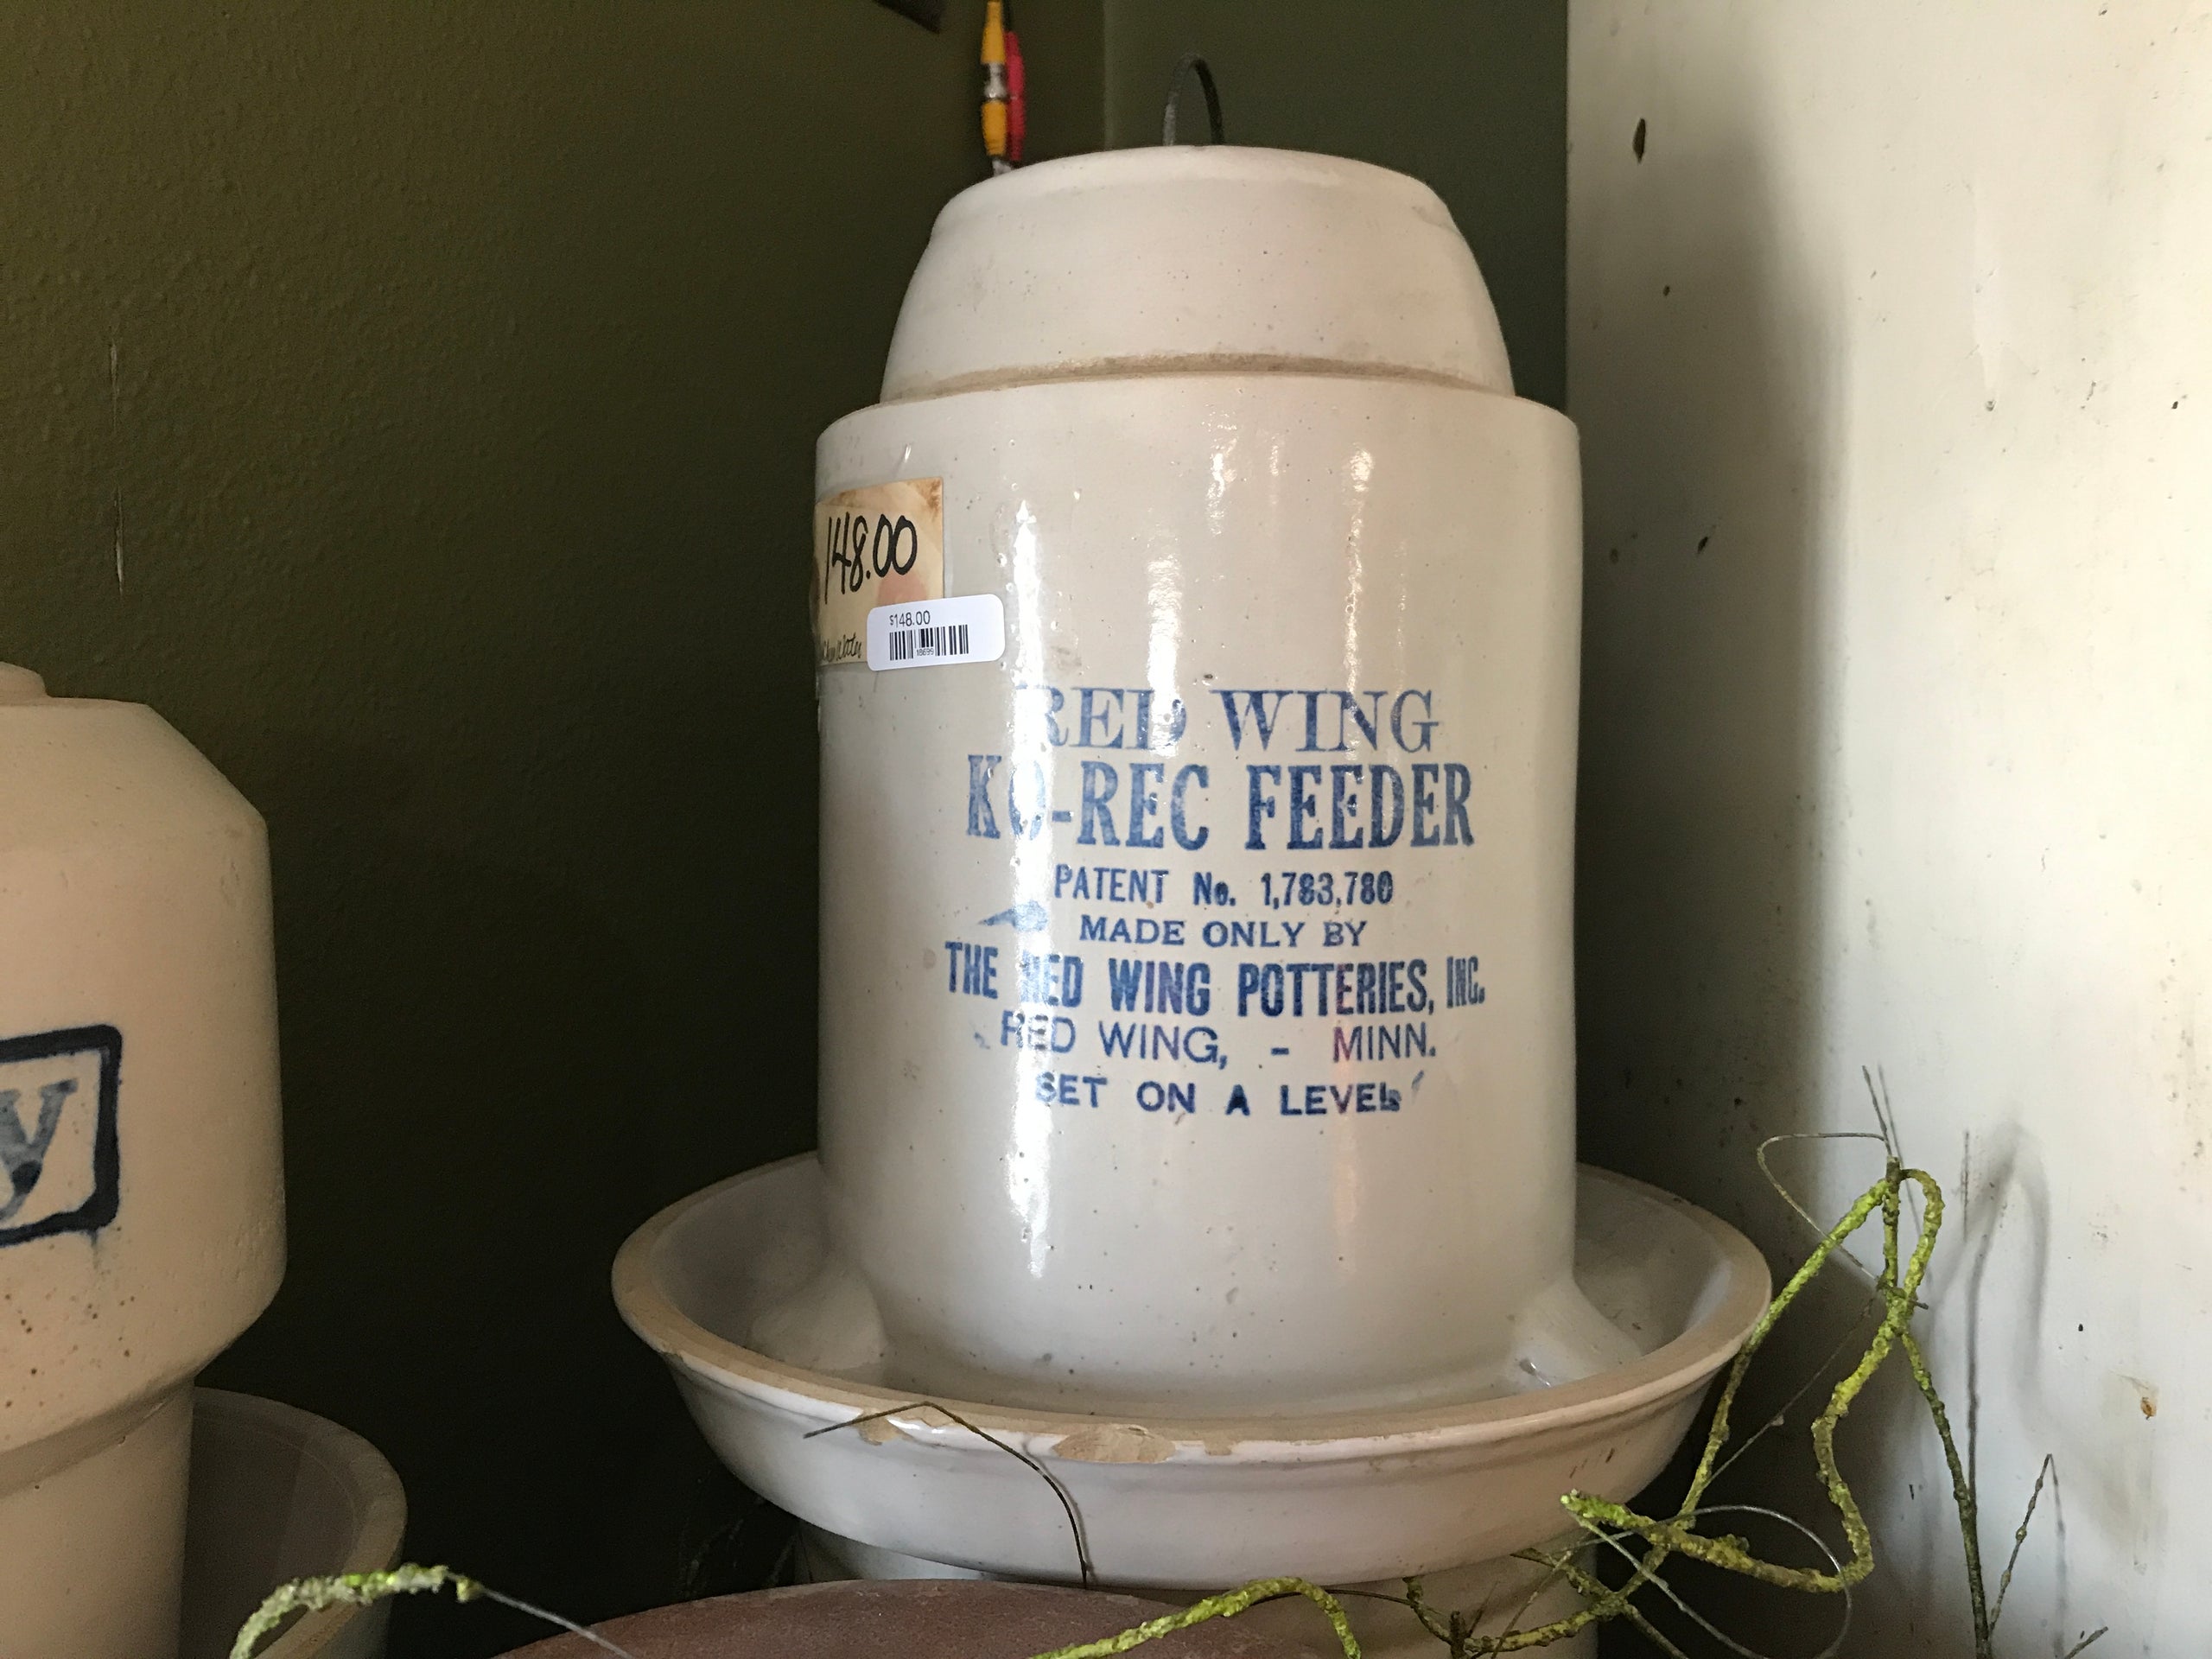 148.00
$148.00
RED WING
KO-REC FEEDER
PATENT No. 1,783,780
MADE ONLY BY
THE RED WING POTTERIES, INC.
RED WING, - MINN.
SET ON A LEVEL
y